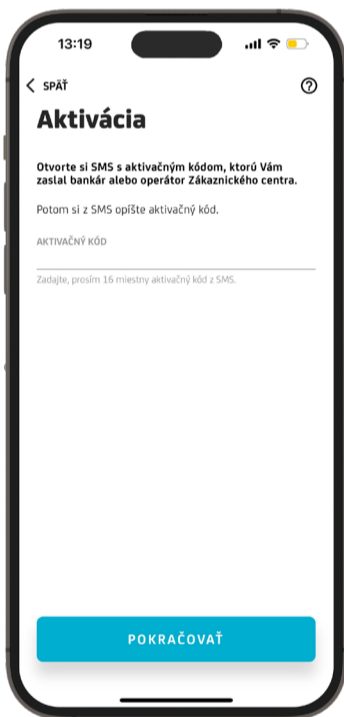 13:19
SPÄŤ
Aktivácia
Otvorte si SMS s aktivačným kódom, ktorú Vám
zaslal bankár alebo operátor Zákaznického centra.
Potom si z SMS opíšte aktivačný kód.
AKTIVAČNÝ KÓD
Zadajte, prosím 16 miestny aktivačný kód z SMS.
POKRAČOVAŤ